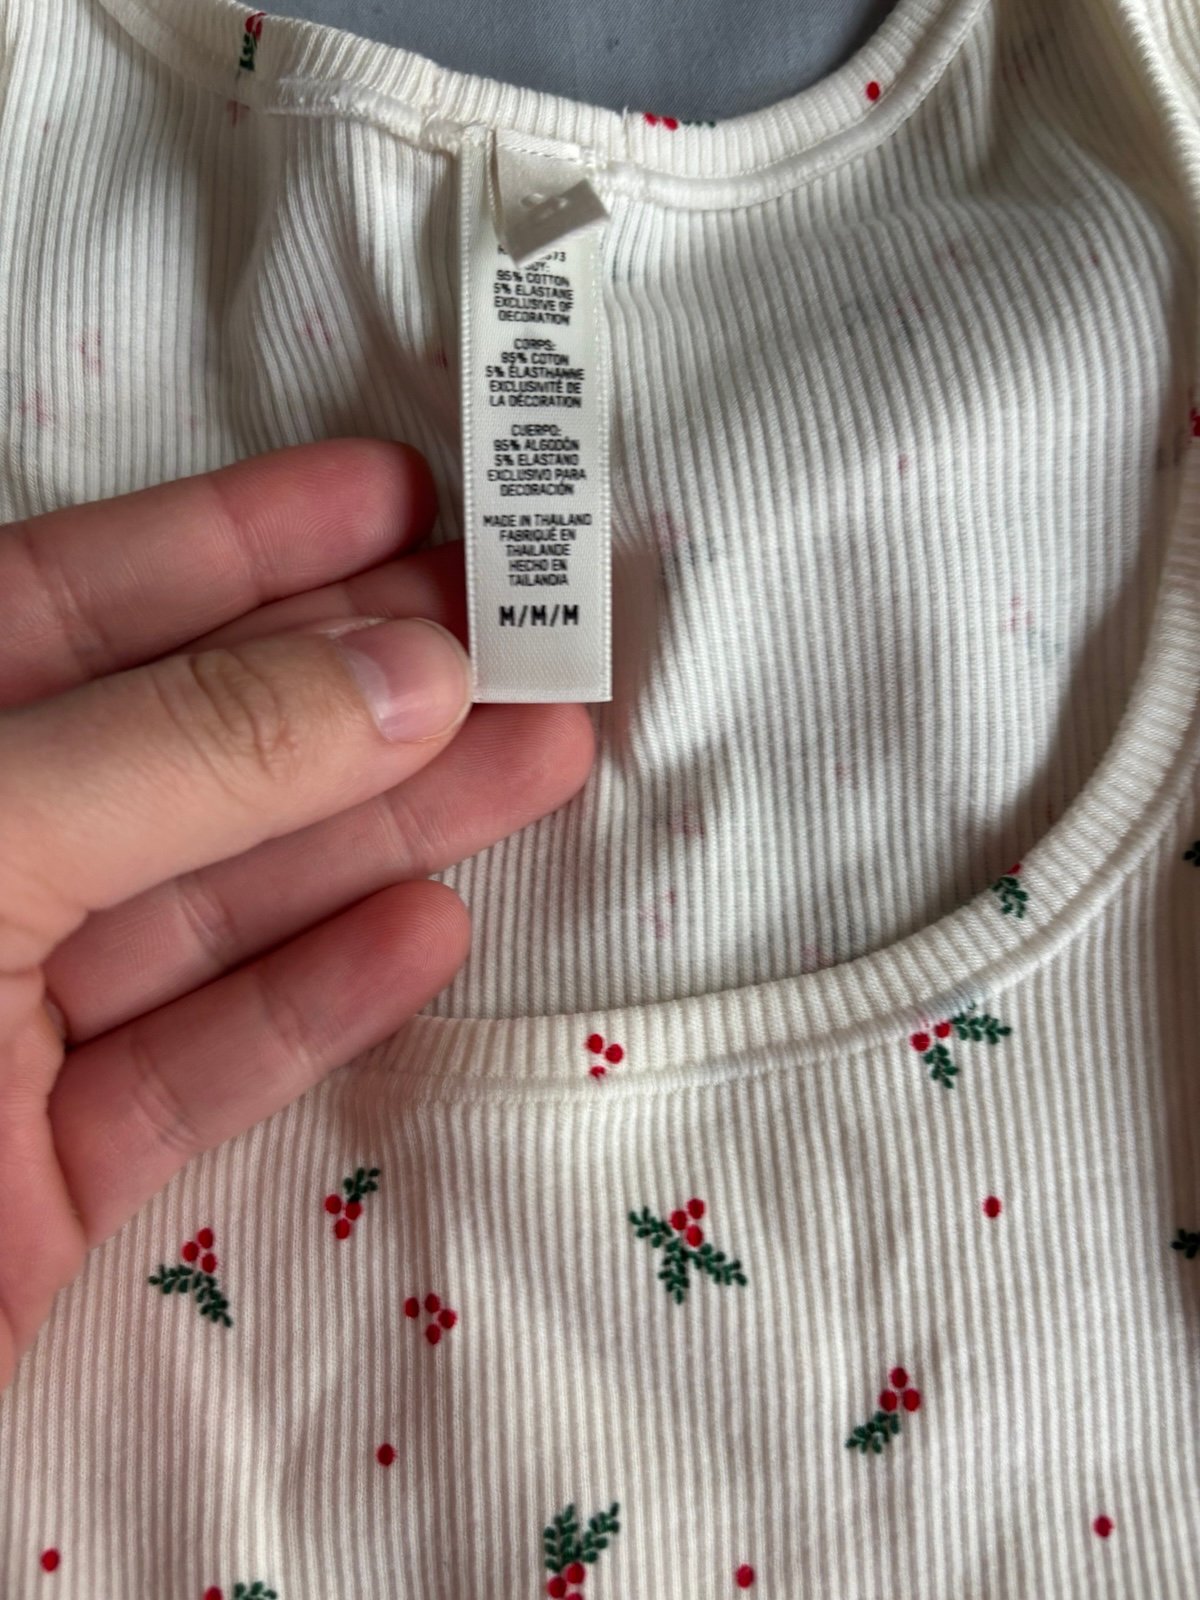 95% COTTON
5% ELASTANE
EXCLUSIVE OF
DECORATION
CORPS:
95% COTON
5% ÉLASTHANNE
EXCLUSIVITÉ DE
LA DÉCORATION
CUERPO:
95% ALGODÓN
5% ELASTANO
EXCLUSIVO PARA
DECORACIÓN
MADE IN THAILAND
FABRIQUÉ EN
THAILANDE
HECHO EN
TAILANDIA
M/M/M